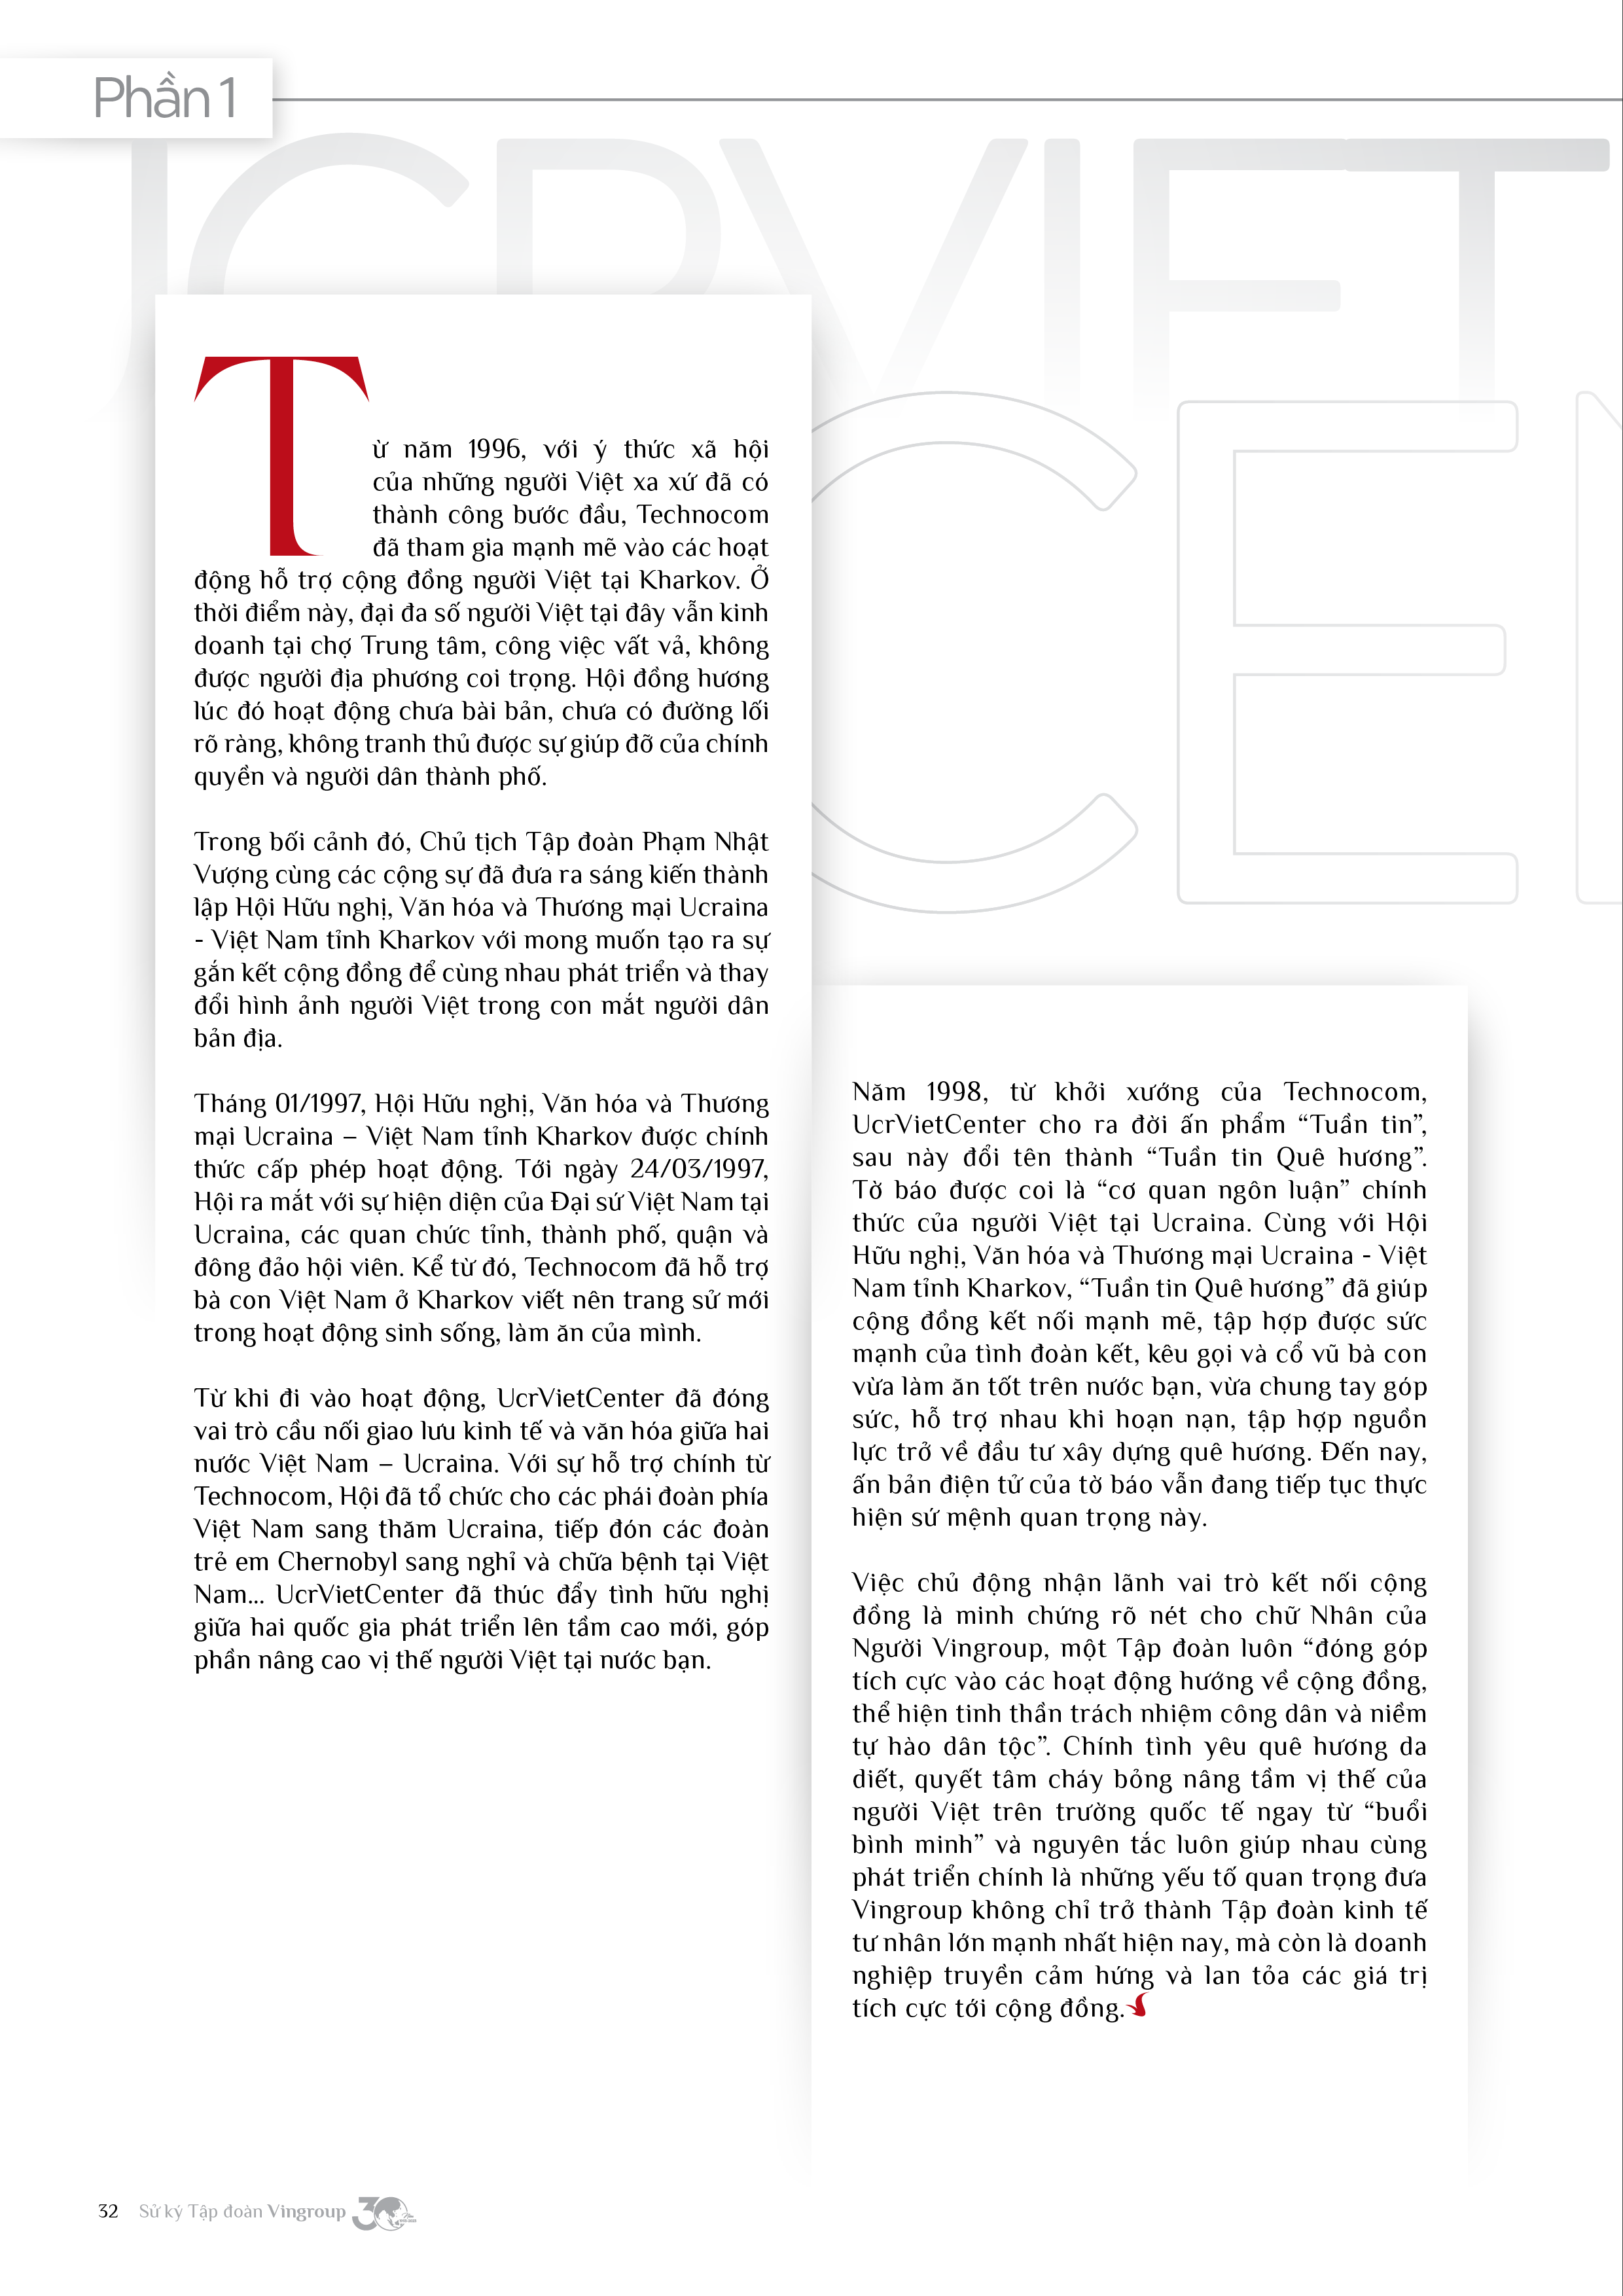 Phần 1
UCRVIET
CE
Từ năm 1996, với ý thức xã hội
của những người Việt xa xứ đã có
thành công bước đầu, Technocom
đã tham gia mạnh mẽ vào các hoạt
động hỗ trợ cộng đồng người Việt tại Kharkov. Ở
thời điểm này, đại đa số người Việt tại đây vẫn kinh
doanh tại chợ Trung tâm, công việc vất vả, không
được người địa phương coi trọng. Hội đồng hương
lúc đó hoạt động chưa bài bản, chưa có đường lối
rõ ràng, không tranh thủ được sự giúp đỡ của chính
quyền và người dân thành phố.
Trong bối cảnh đó, Chủ tịch Tập đoàn Phạm Nhật
Vượng cùng các cộng sự đã đưa ra sáng kiến thành
lập Hội Hữu nghị, Văn hóa và Thương mại Ucraina
- Việt Nam tỉnh Kharkov với mong muốn tạo ra sự
gắn kết cộng đồng để cùng nhau phát triển và thay
đổi hình ảnh người Việt trong con mắt người dân
bản địa.
Tháng 01/1997, Hội Hữu nghị, Văn hóa và Thương
mại Ucraina – Việt Nam tỉnh Kharkov được chính
thức cấp phép hoạt động. Tới ngày 24/03/1997,
Hội ra mắt với sự hiện diện của Đại sứ Việt Nam tại
Ucraina, các quan chức tỉnh, thành phố, quận và
đông đảo hội viên. Kể từ đó, Technocom đã hỗ trợ
bà con Việt Nam ở Kharkov viết nên trang sử mới
trong hoạt động sinh sống, làm ăn của mình.
Từ khi đi vào hoạt động, UcrVietCenter đã đóng
vai trò cầu nối giao lưu kinh tế và văn hóa giữa hai
nước Việt Nam – Ucraina. Với sự hỗ trợ chính từ
Technocom, Hội đã tổ chức cho các phái đoàn phía
Việt Nam sang thăm Ucraina, tiếp đón các đoàn
trẻ em Chernobyl sang nghỉ và chữa bệnh tại Việt
Nam... UcrVietCenter đã thúc đẩy tình hữu nghị
giữa hai quốc gia phát triển lên tầm cao mới, góp
phần nâng cao vị thế người Việt tại nước bạn.
Năm 1998, từ khởi xướng của Technocom,
UcrVietCenter cho ra đời ấn phẩm “Tuần tin”,
sau này đổi tên thành “Tuần tin Quê hương”.
Tờ báo được coi là “cơ quan ngôn luận” chính
thức của người Việt tại Ucraina. Cùng với Hội
Hữu nghị, Văn hóa và Thương mại Ucraina - Việt
Nam tỉnh Kharkov, “Tuần tin Quê hương” đã giúp
cộng đồng kết nối mạnh mẽ, tập hợp được sức
mạnh của tình đoàn kết, kêu gọi và cổ vũ bà con
vừa làm ăn tốt trên nước bạn, vừa chung tay góp
sức, hỗ trợ nhau khi hoạn nạn, tập hợp nguồn
lực trở về đầu tư xây dựng quê hương. Đến nay,
ấn bản điện tử của tờ báo vẫn đang tiếp tục thực
hiện sứ mệnh quan trọng này.
Việc chủ động nhận lãnh vai trò kết nối cộng
đồng là minh chứng rõ nét cho chữ Nhân của
Người Vingroup, một Tập đoàn luôn “đóng góp
tích cực vào các hoạt động hướng về cộng đồng,
thể hiện tinh thần trách nhiệm công dân và niềm
tự hào dân tộc”. Chính tình yêu quê hương da
diết, quyết tâm cháy bỏng nâng tầm vị thế của
người Việt trên trường quốc tế ngay từ “buổi
bình minh” và nguyên tắc luôn giúp nhau cùng
phát triển chính là những yếu tố quan trọng đưa
Vingroup không chỉ trở thành Tập đoàn kinh tế
tư nhân lớn mạnh nhất hiện nay, mà còn là doanh
nghiệp truyền cảm hứng và lan tỏa các giá trị
tích cực tới cộng đồng.
32 Sử ký Tập đoàn Vingroup 30